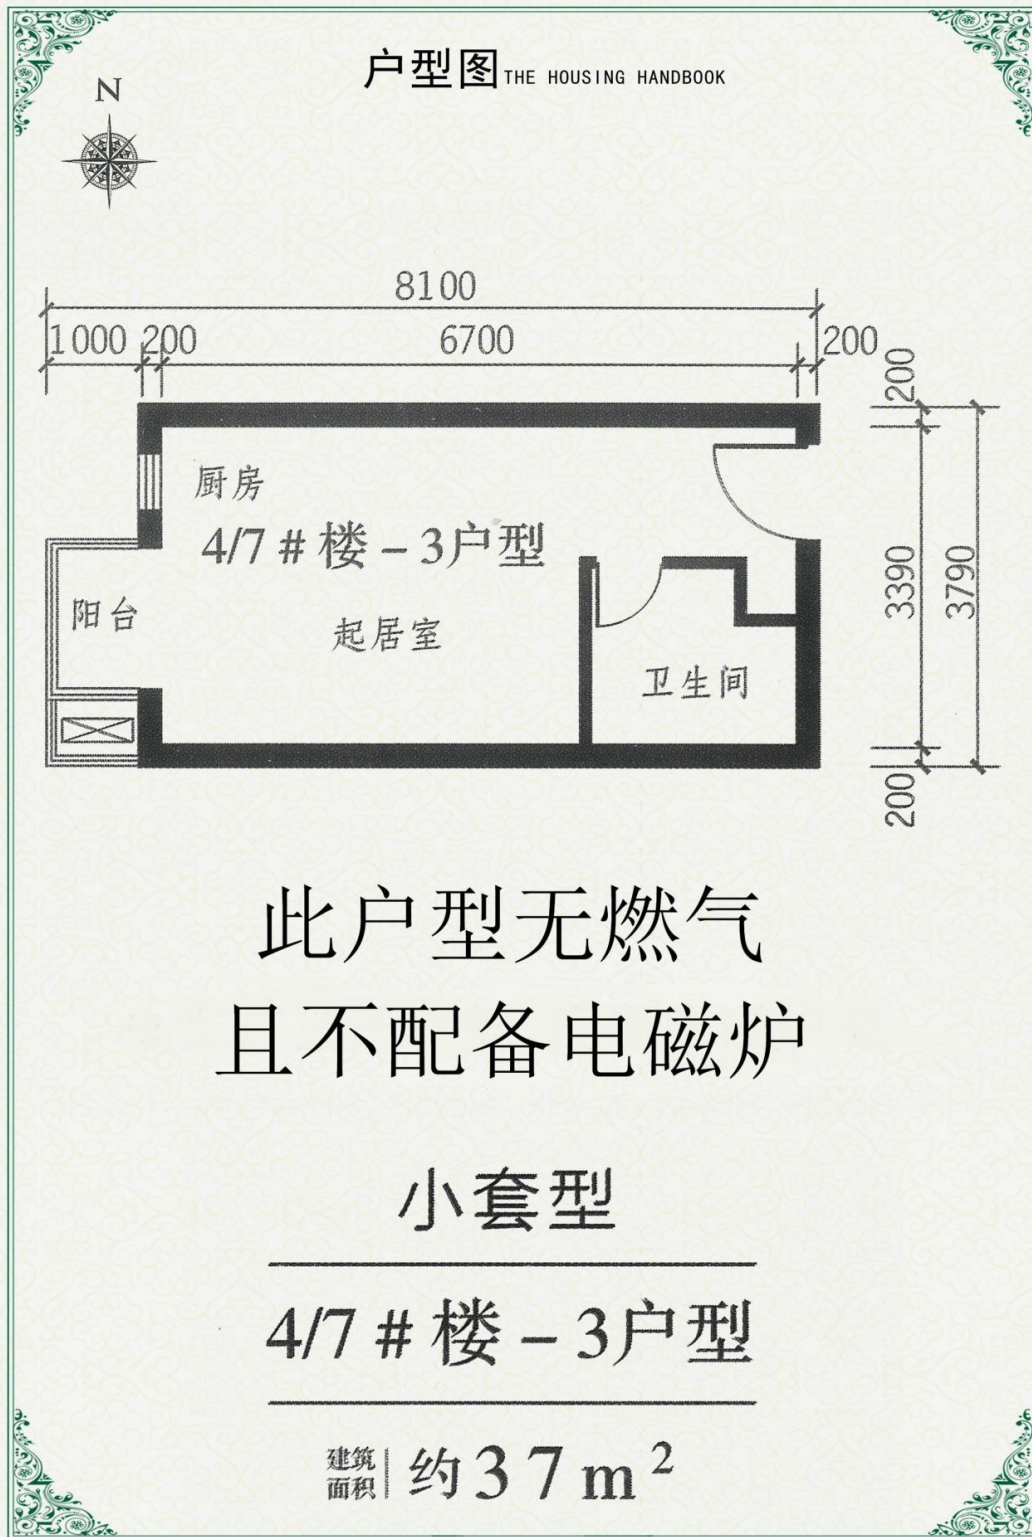 户型图 THE HOUSING HANDBOOK
N
8100
1000 200 6700 200
200
厨房
4/7#楼-3户型
阳台
起居室
3390
3790
卫生间
200
此户型无燃气
且不配备电磁炉
小套型
4/7#楼-3户型
建筑面积 约37m²